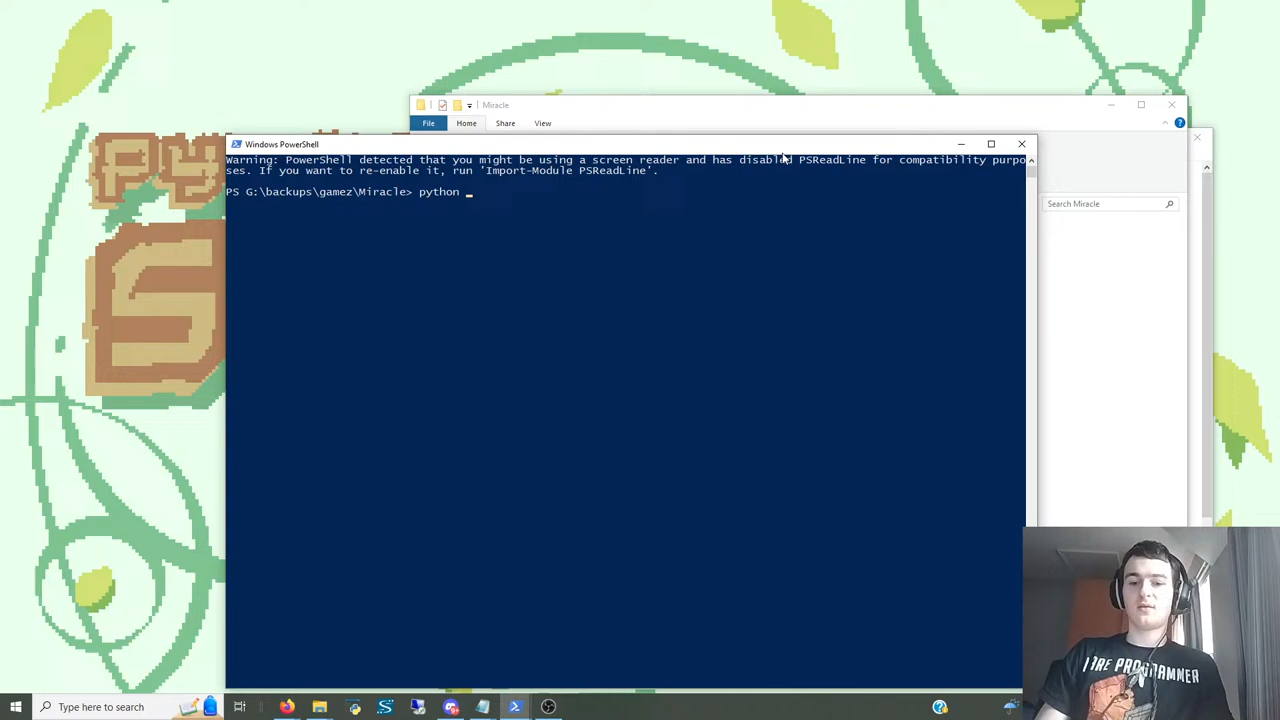 Py
S
Miracle
File
Home
Share
View
Windows PowerShell
Warning: PowerShell detected that you might be using a screen reader and has disabled PSReadLine for compatibility purpo
ses. If you want to re-enable it, run 'Import-Module PSReadLine'.
PS G:\backups\gamez\Miracle> python _
Search Miracle
PROGRAMMER
Type here to search